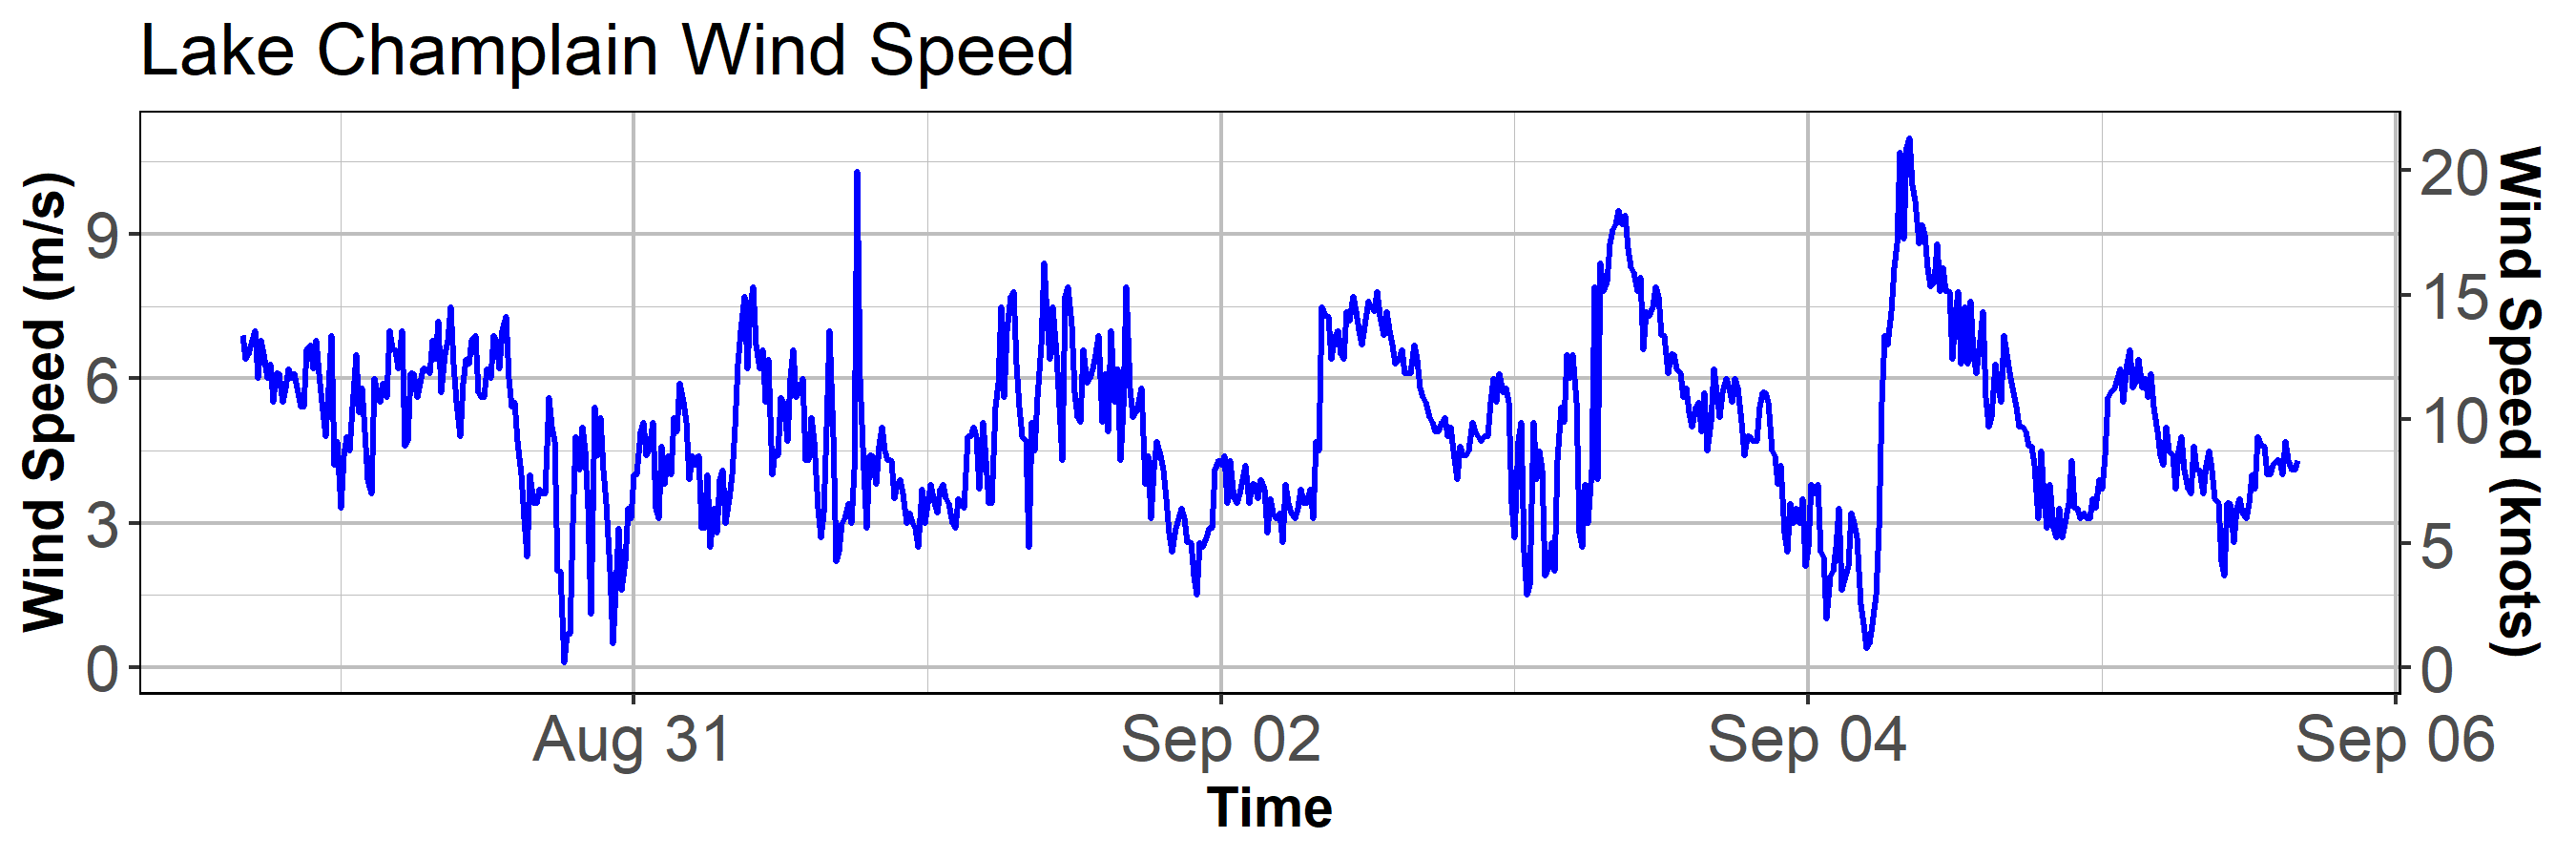 Lake Champlain Wind Speed
Wind Speed (m/s)
9
6
3
0
20
15
10
5
0
Wind Speed (knots)
Aug 31
Sep 02
Sep 04
Sep 06
Time